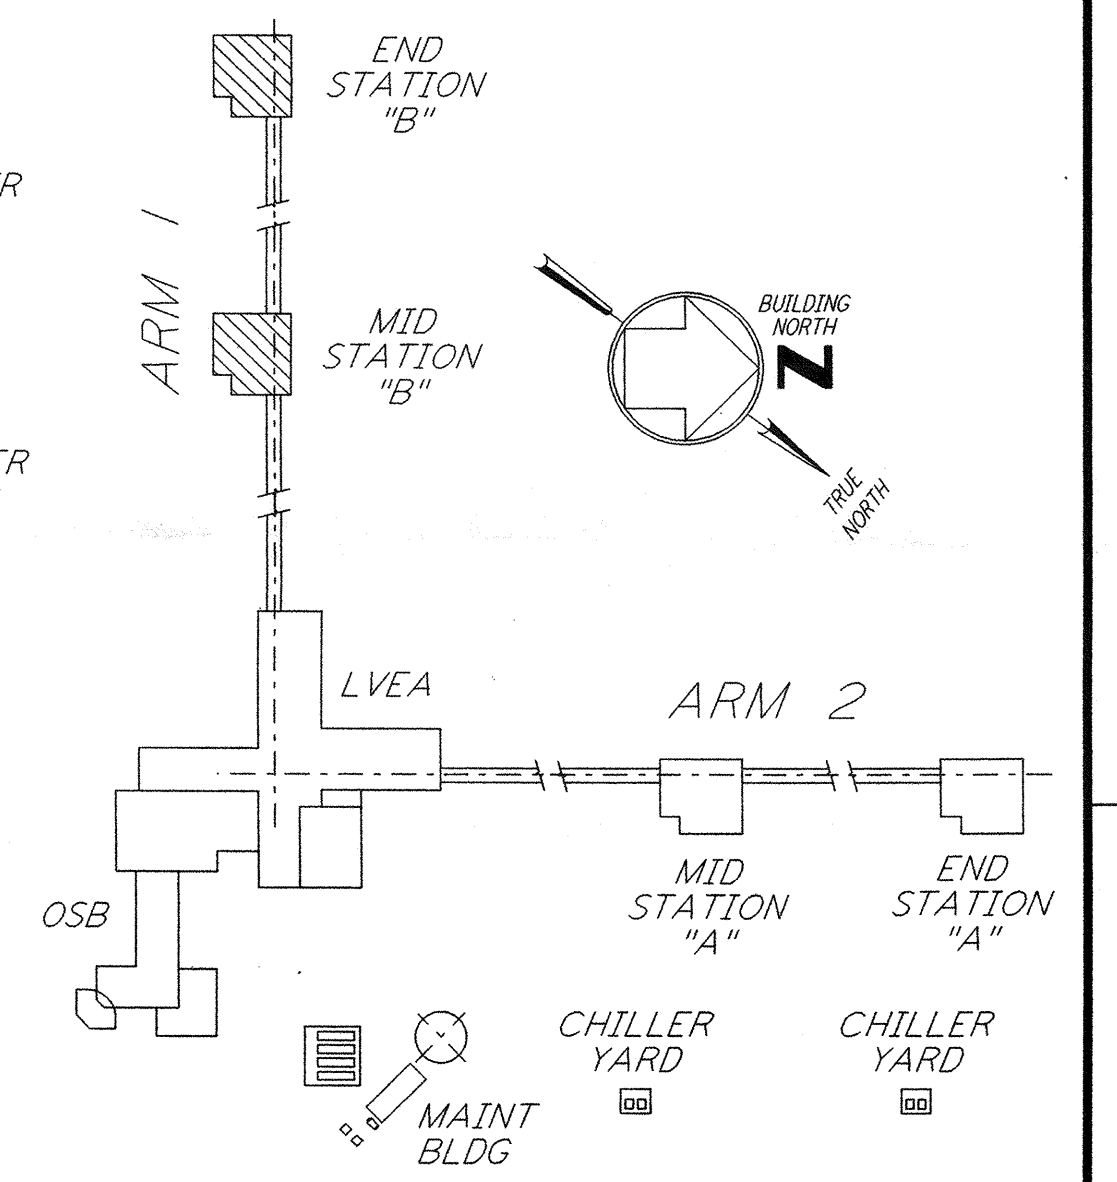 END
STATION
"B"
R
ARM 1
BUILDING
NORTH
N
MID
STATION
"B"
TR
TRUE
NORTH
LVEA
ARM 2
MID
STATION
"A"
END
STATION
"A"
OSB
CHILLER
YARD
CHILLER
YARD
MAINT
BLDG